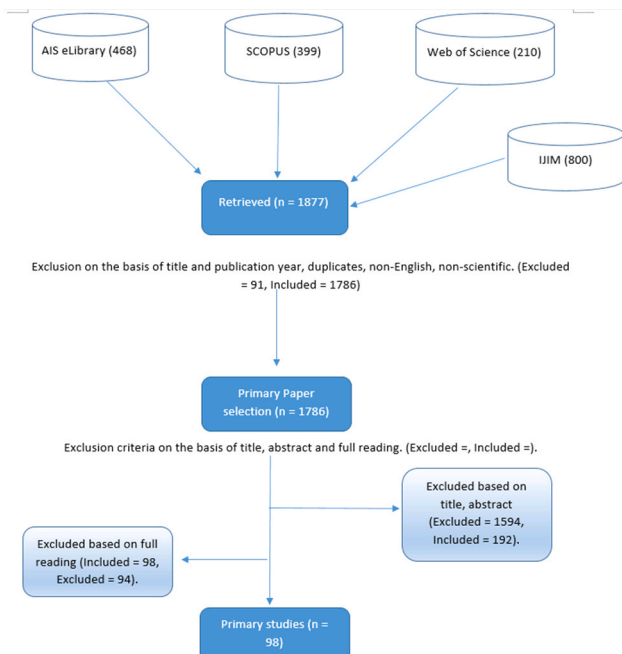 AIS eLibrary (468)
SCOPUS (399)
Web of Science (210)
IJIM (800)
Retrieved (n = 1877)
Exclusion on the basis of title and publication year, duplicates, non-English, non-scientific. (Excluded
= 91, Included = 1786)
Primary Paper
selection (n = 1786)
Exclusion criteria on the basis of title, abstract and full reading. (Excluded =, Included =).
Excluded based on
title, abstract
(Excluded = 1594,
Included = 192).
Excluded based on full
reading (Included = 98,
Excluded = 94).
Primary studies (n =
98)